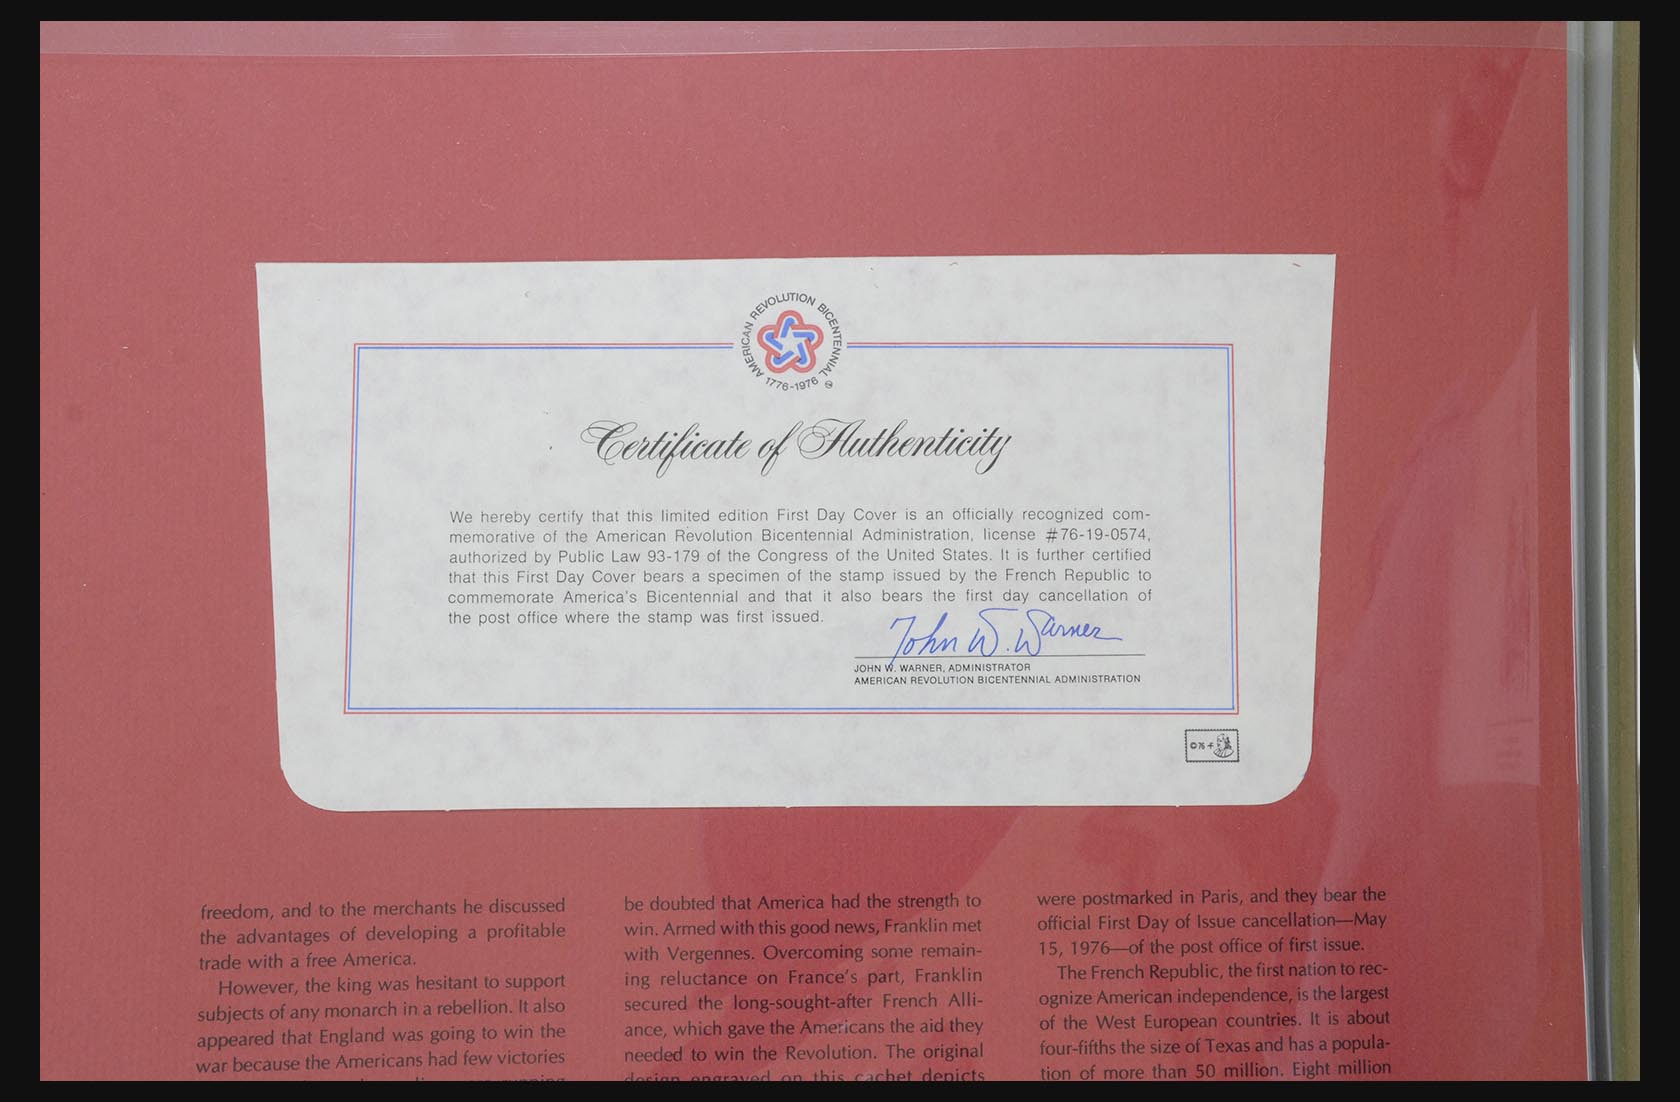 AMERICAN REVOLUTION BICENTENNIAL
1776-1976
Certificate of Authenticity
We hereby certify that this limited edition First Day Cover is an officially recognized com-
memorative of the American Revolution Bicentennial Administration, license #76-19-0574,
authorized by Public Law 93-179 of the Congress of the United States. It is further certified
that this First Day Cover bears a specimen of the stamp issued by the French Republic to
commemorate America's Bicentennial and that it also bears the first day cancellation of
the post office where the stamp was first issued.
John W. Warner
JOHN W. WARNER, ADMINISTRATOR
AMERICAN REVOLUTION BICENTENNIAL ADMINISTRATION
©76
freedom, and to the merchants he discussed
the advantages of developing a profitable
trade with a free America.
However, the king was hesitant to support
subjects of any monarch in a rebellion. It also
appeared that England was going to win the
war because the Americans had few victories
be doubted that America had the strength to
win. Armed with this good news, Franklin met
with Vergennes. Overcoming some remain-
ing reluctance on France's part, Franklin
secured the long-sought-after French Alli-
ance, which gave the Americans the aid they
needed to win the Revolution. The original
design engraved on this cachet depicts
were postmarked in Paris, and they bear the
official First Day of Issue cancellation—May
15, 1976—of the post office of first issue.
The French Republic, the first nation to rec-
ognize American independence, is the largest
of the West European countries. It is about
four-fifths the size of Texas and has a popula-
tion of more than 50 million. Eight million